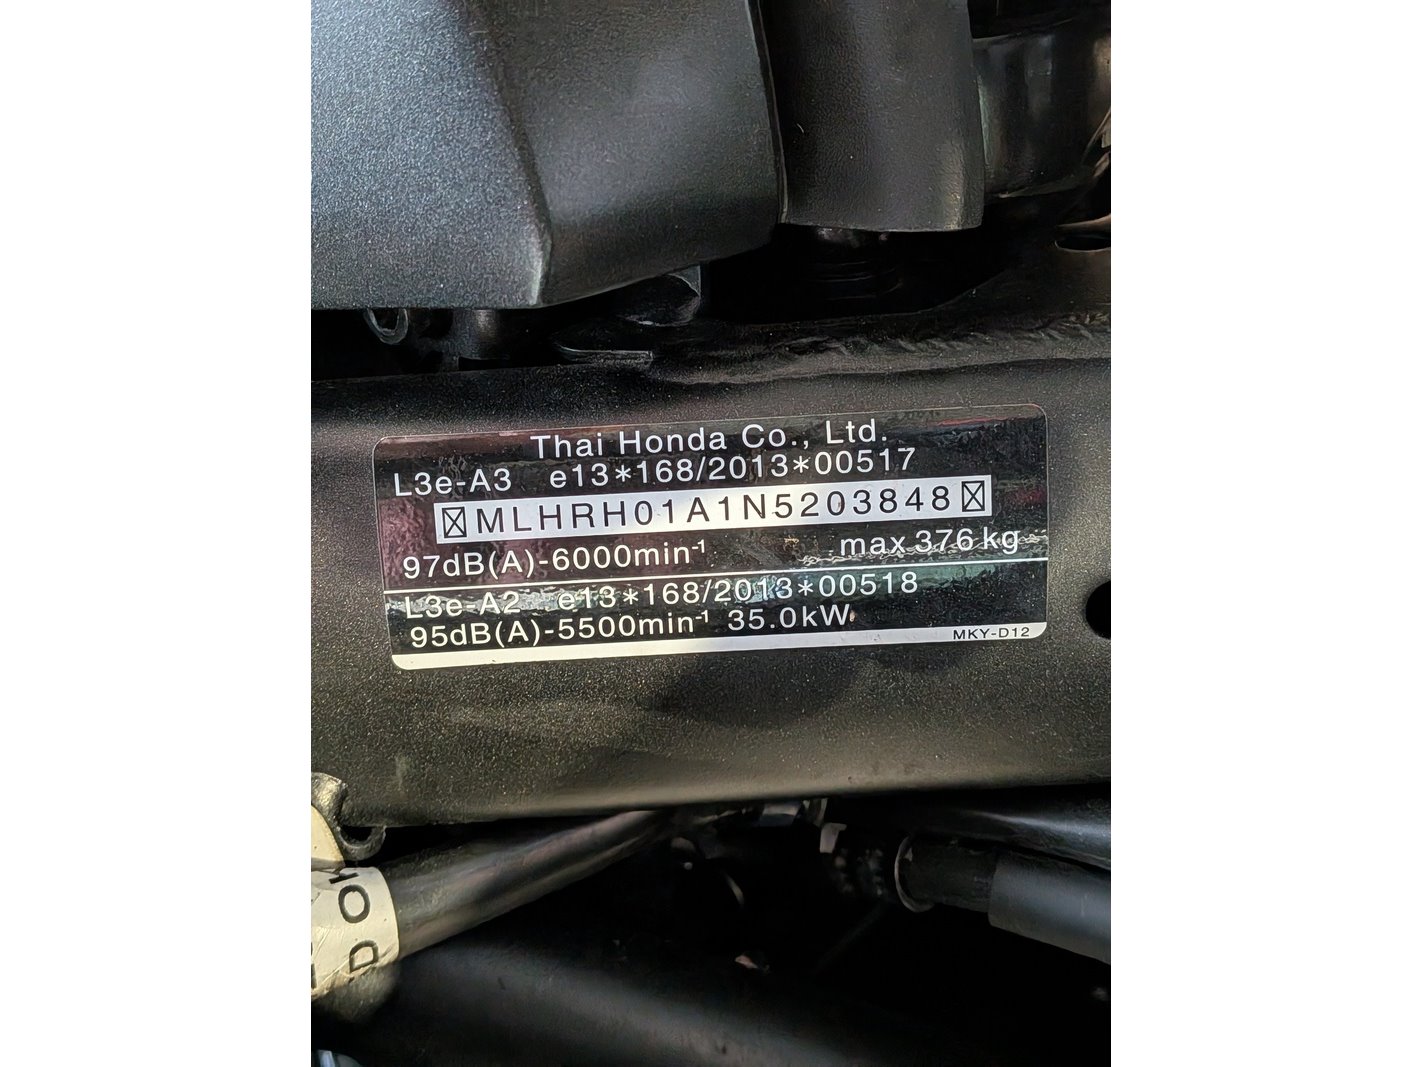 Thai Honda Co., Ltd.
L3e-A3 e13*168/2013*00517
MLHRH01A1N5203848
97dB(A)-6000min-1 max 376 kg
L3e-A2 e13*168/2013*00518
95dB(A)-5500min-1 35.0kW
MKY-D12